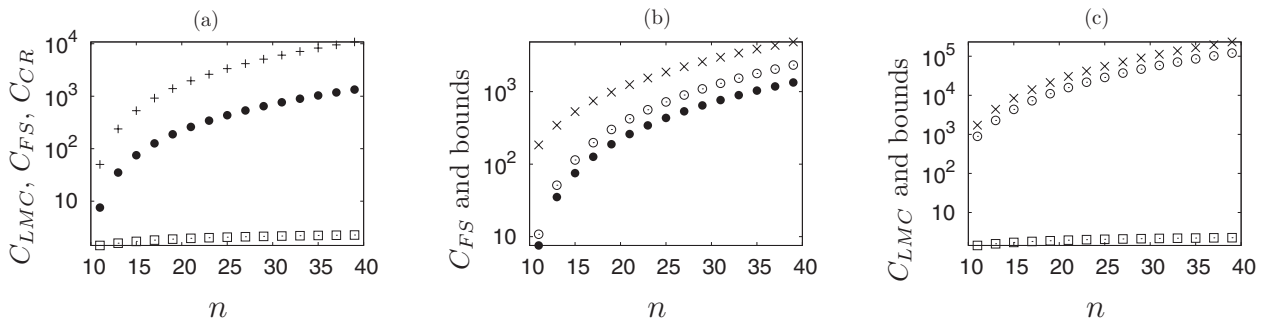 (a)
C_{LMC}, C_{FS}, C_{CR}
10^4
10^3
10^2
10
10 15 20 25 30 35 40
n
(b)
C_{FS} and bounds
10^3
10^2
10
10 15 20 25 30 35 40
n
(c)
C_{LMC} and bounds
10^5
10^4
10^3
10^2
10
10 15 20 25 30 35 40
n